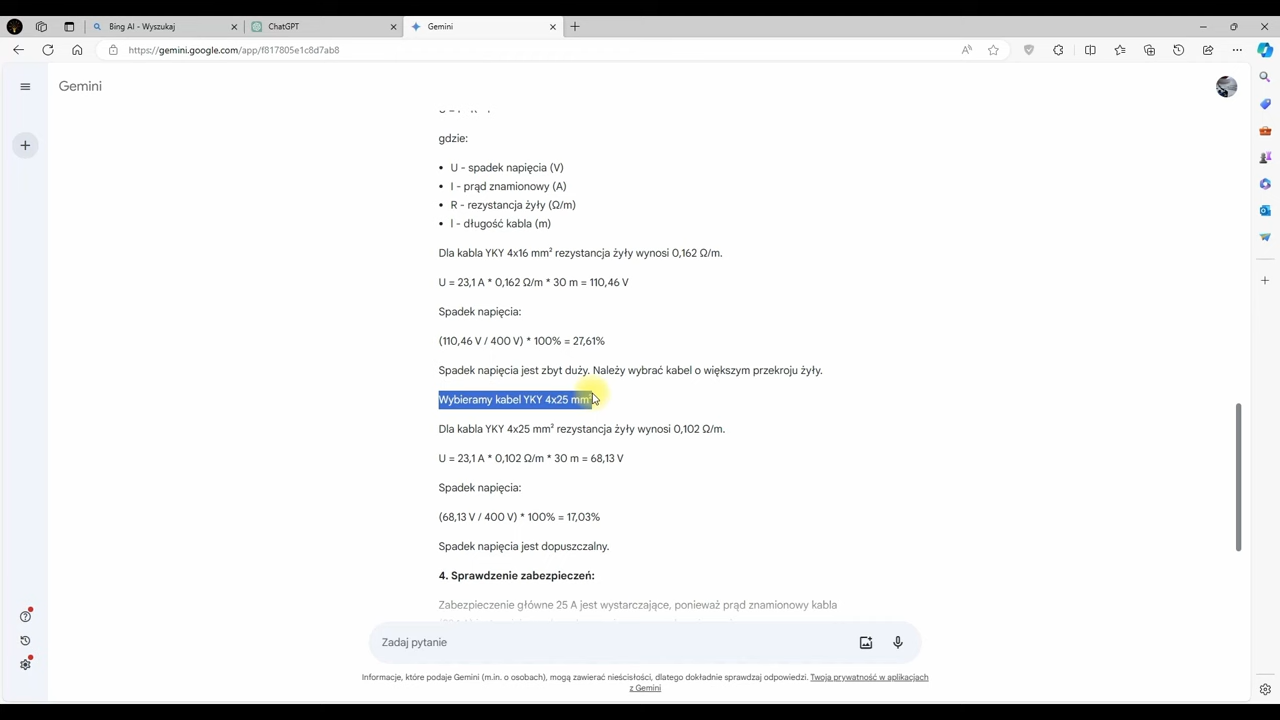 Bing AI - Wyszukaj
ChatGPT
Gemini
https://gemini.google.com/app/f817805e1c8d7ab8
Gemini
gdzie:
• U - spadek napięcia (V)
• I - prąd znamionowy (A)
• R - rezystancja żyły (Ω/m)
• l - długość kabla (m)
Dla kabla YKY 4x16 mm² rezystancja żyły wynosi 0,162 Ω/m.
U = 23,1 A * 0,162 Ω/m * 30 m = 110,46 V
Spadek napięcia:
(110,46 V / 400 V) * 100% = 27,61%
Spadek napięcia jest zbyt duży. Należy wybrać kabel o większym przekroju żyły.
Wybieramy kabel YKY 4x25 mm²
Dla kabla YKY 4x25 mm² rezystancja żyły wynosi 0,102 Ω/m.
U = 23,1 A * 0,102 Ω/m * 30 m = 68,13 V
Spadek napięcia:
(68,13 V / 400 V) * 100% = 17,03%
Spadek napięcia jest dopuszczalny.
4. Sprawdzenie zabezpieczeń:
Zabezpieczenie główne 25 A jest wystarczające, ponieważ prąd znamionowy kabla
Zadaj pytanie
Informacje, które podaje Gemini (m.in. o osobach), mogą zawierać nieścisłości, dlatego dokładnie sprawdzaj odpowiedzi. Twoja prywatność w aplikacjach
z Gemini